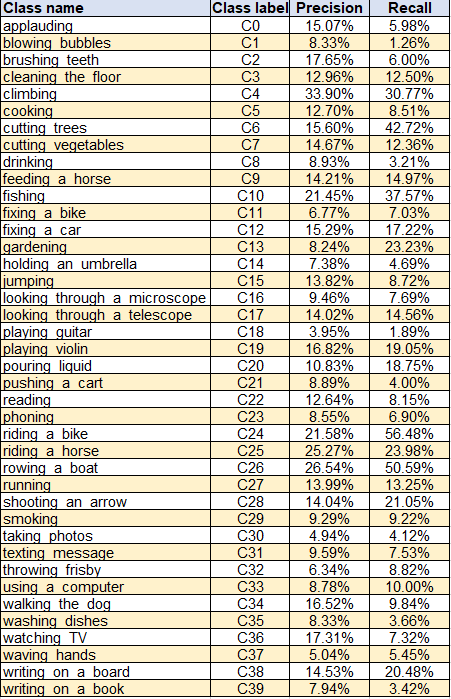 Class name Class label Precision Recall
applauding C0 15.07% 5.98%
blowing bubbles C1 8.33% 1.26%
brushing teeth C2 17.65% 6.00%
cleaning the floor C3 12.96% 12.50%
climbing C4 33.90% 30.77%
cooking C5 12.70% 8.51%
cutting trees C6 15.60% 42.72%
cutting vegetables C7 14.67% 12.36%
drinking C8 8.93% 3.21%
feeding a horse C9 14.21% 14.97%
fishing C10 21.45% 37.57%
fixing a bike C11 6.77% 7.03%
fixing a car C12 15.29% 17.22%
gardening C13 8.24% 23.23%
holding an umbrella C14 7.38% 4.69%
jumping C15 13.82% 8.72%
looking through a microscope C16 9.46% 7.69%
looking through a telescope C17 14.02% 14.56%
playing guitar C18 3.95% 1.89%
playing violin C19 16.82% 19.05%
pouring liquid C20 10.83% 18.75%
pushing a cart C21 8.89% 4.00%
reading C22 12.64% 8.15%
phoning C23 8.55% 6.90%
riding a bike C24 21.58% 56.48%
riding a horse C25 25.27% 23.98%
rowing a boat C26 26.54% 50.59%
running C27 13.99% 13.25%
shooting an arrow C28 14.04% 21.05%
smoking C29 9.29% 9.22%
taking photos C30 4.94% 4.12%
texting message C31 9.59% 7.53%
throwing frisby C32 6.34% 8.82%
using a computer C33 8.78% 10.00%
walking the dog C34 16.52% 9.84%
washing dishes C35 8.33% 3.66%
watching TV C36 17.31% 7.32%
waving hands C37 5.04% 5.45%
writing on a board C38 14.53% 20.48%
writing on a book C39 7.94% 3.42%